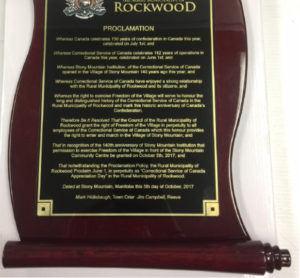 ROCKWOOD
PROCLAMATION
Whereas Canada celebrates 150 years of confederation in Canada this year,
celebrated on July 1st; and
Whereas Correctional Service of Canada celebrates 182 years of operations in
Canada this year, celebrated on June 1st; and
Whereas Stony Mountain Institution, of the Correctional Service of Canada
opened in the Village of Stony Mountain 140 years ago this year; and
Whereas Correctional Service of Canada have enjoyed a strong relationship
with the Rural Municipality of Rockwood and its citizens; and
Whereas the right to exercise Freedom of the Village will serve to honour the
long and distinguished history of the Correctional Service of Canada in the
Rural Municipality of Rockwood and mark this historic anniversary of Canada's
Confederation.
Therefore Be It Resolved That the Council of the Rural Municipality of
Rockwood grant the right of Freedom of the Village in perpetuity to all
employees of the Correctional Service of Canada which the honour provides
the right to enter and march in the Village of Stony Mountain; and
That in recognition of the 140th anniversary of Stony Mountain Institution that
permission to exercise Freedom of the Village in front of the Stony Mountain
Community Centre be granted on October 5th, 2017; and
That notwithstanding the Proclamation Policy, the Rural Municipality of
Rockwood Proclaim June 1, in perpetuity as "Correctional Service of Canada
Appreciation Day" in the Rural Municipality of Rockwood.
Dated at Stony Mountain, Manitoba this 5th day of October, 2017
Mark Town Crier Jim Campbell, Reeve